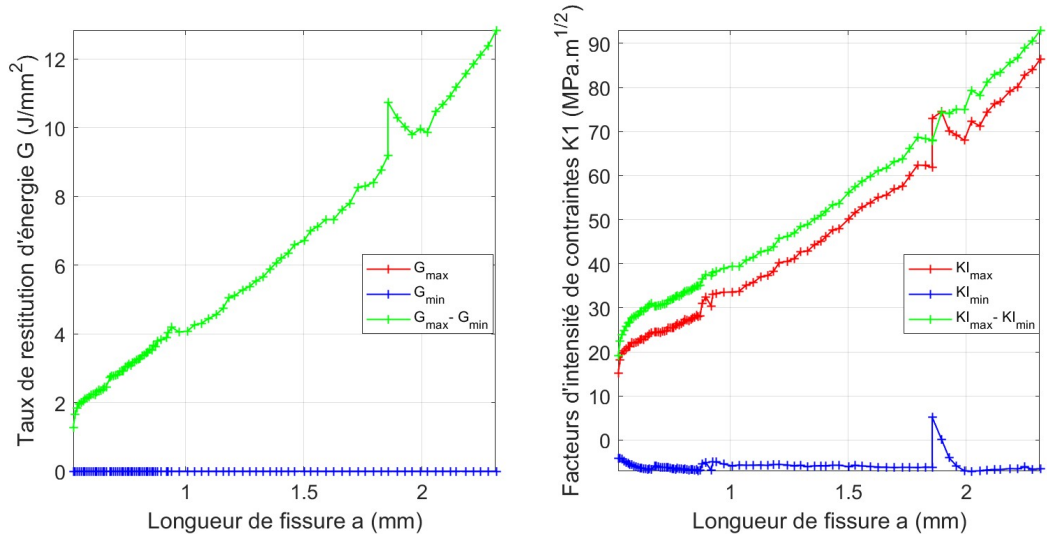 Taux de restitution d'énergie G (J/mm²)
12
10
8
6
4
2
0
1
2
Longueur de fissure a (mm)
G_max
G_min
G_max- G_min
Facteurs d'intensité de contraintes K1 (MPa.m^1/2)
90
80
70
60
50
40
30
20
10
0
1
1.5
2
Longueur de fissure a (mm)
KI_max
KI_min
KI_max- KI_min